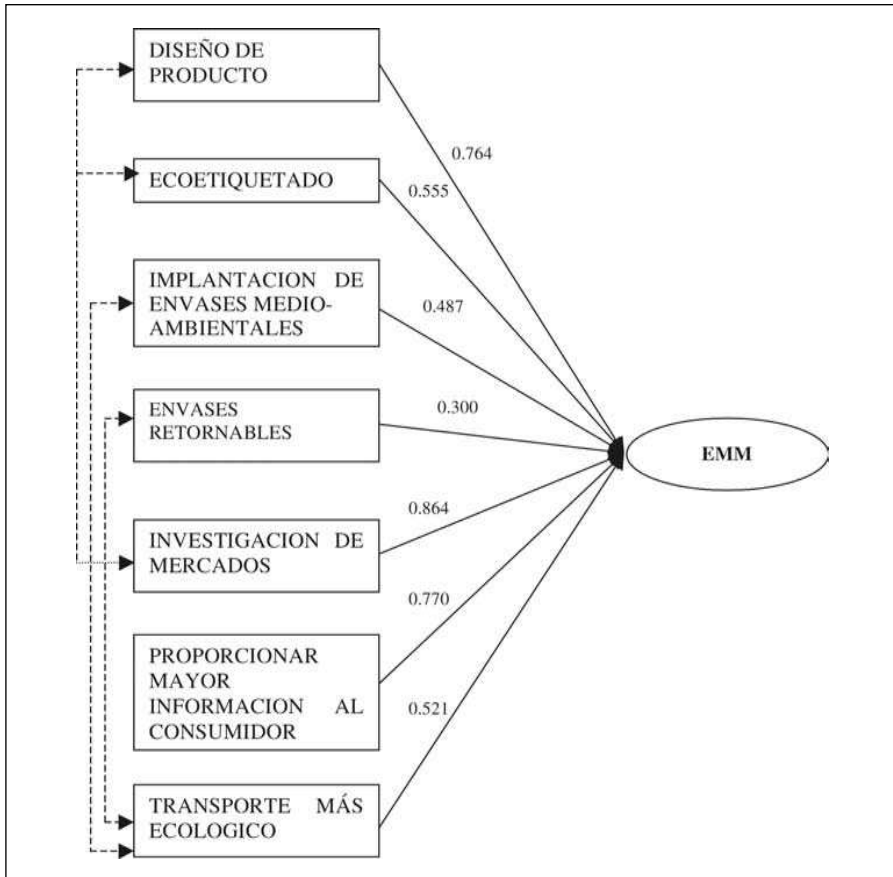 DISEÑO DE
PRODUCTO
0.764
ECOETIQUETADO
0.555
IMPLANTACION DE
ENVASES MEDIO-
AMBIENTALES
0.487
ENVASES
RETORNABLES
0.300
EMM
INVESTIGACION DE
MERCADOS
0.864
PROPORCIONAR
MAYOR
INFORMACION AL
CONSUMIDOR
0.770
TRANSPORTE MÁS
ECOLOGICO
0.521